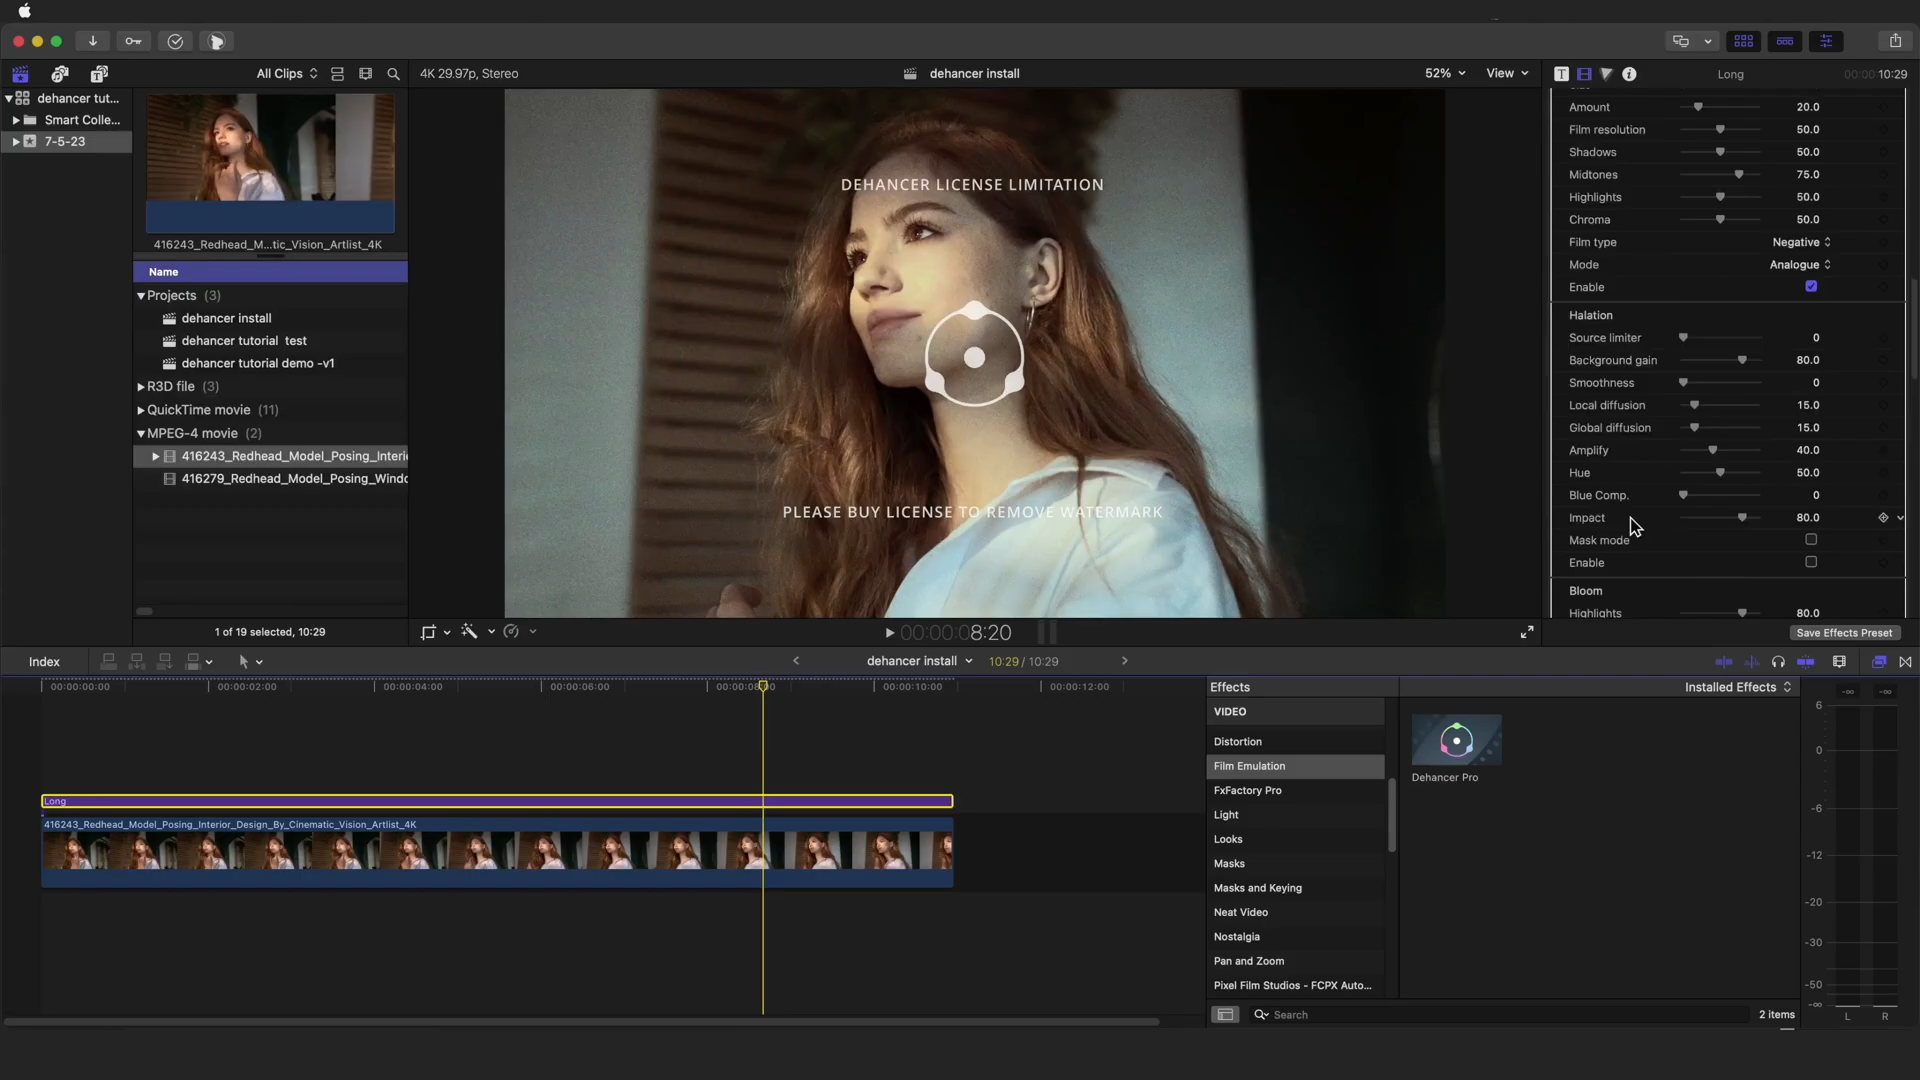 All Clips
4K 29.97p, Stereo
dehancer install
52%
View
Long
00:00:10:29
dehancer tut...
Smart Colle...
7-5-23
416243_Redhead_M...tic_Vision_Artlist_4K
Name
Projects (3)
dehancer install
dehancer tutorial test
dehancer tutorial demo -v1
R3D file (3)
QuickTime movie (11)
MPEG-4 movie (2)
416243_Redhead_Model_Posing_Interi
416279_Redhead_Model_Posing_Windo
1 of 19 selected, 10:29
DEHANCER LICENSE LIMITATION
PLEASE BUY LICENSE TO REMOVE WATERMARK
00:00:08:20
Amount 20.0
Film resolution 50.0
Shadows 50.0
Midtones 75.0
Highlights 50.0
Chroma 50.0
Film type Negative
Mode Analogue
Enable
Halation
Source limiter 0
Background gain 80.0
Smoothness 0
Local diffusion 15.0
Global diffusion 15.0
Amplify 40.0
Hue 50.0
Blue Comp. 0
Impact 80.0
Mask mode
Enable
Bloom
Highlights 80.0
Save Effects Preset
Index
dehancer install
10:29 / 10:29
00:00:00:00
00:00:02:00
00:00:04:00
00:00:06:00
00:00:08:00
00:00:10:00
00:00:12:00
Long
416243_Redhead_Model_Posing_Interior_Design_By_Cinematic_Vision_Artlist_4K
Effects
Installed Effects
VIDEO
Distortion
Film Emulation
FxFactory Pro
Light
Looks
Masks
Masks and Keying
Neat Video
Nostalgia
Pan and Zoom
Pixel Film Studios - FCPX Auto...
Dehancer Pro
Search
2 items
-∞ -∞
6
0
-6
-12
-20
-30
-50
-∞
L R